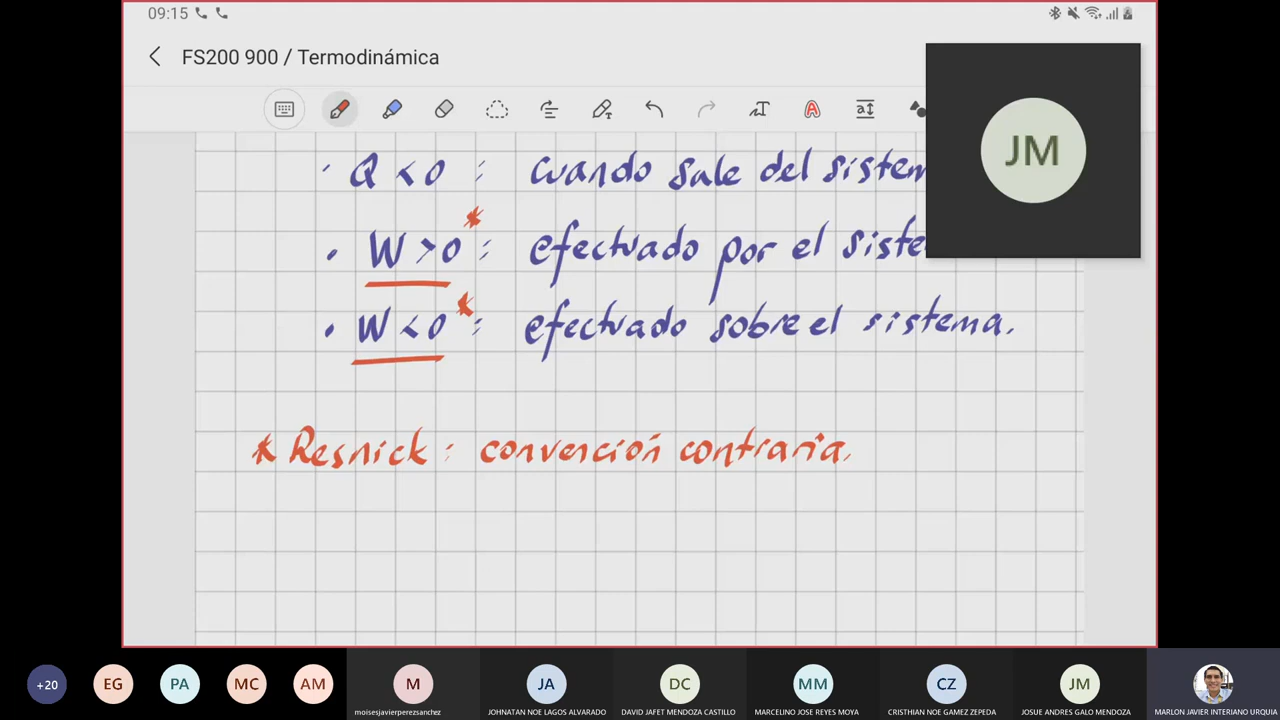 09:15
FS200 900 / Termodinámica
JM
· Q < 0 : cuando sale del sistem
· W > 0* : efectuado por el siste
· W < 0* : efectuado sobre el sistema.
* Resnick : convención contraria.
+20 EG PA MC AM M JA DC MM CZ JM
moisesjavierperezsanchez JOHNATAN NOE LAGOS ALVARADO DAVID JAFET MENDOZA CASTILLO MARCELINO JOSE REYES MOYA CRISTHIAN NOE GAMEZ ZEPEDA JOSUE ANDRES GALO MENDOZA MARLON JAVIER INTERIANO URQUIA